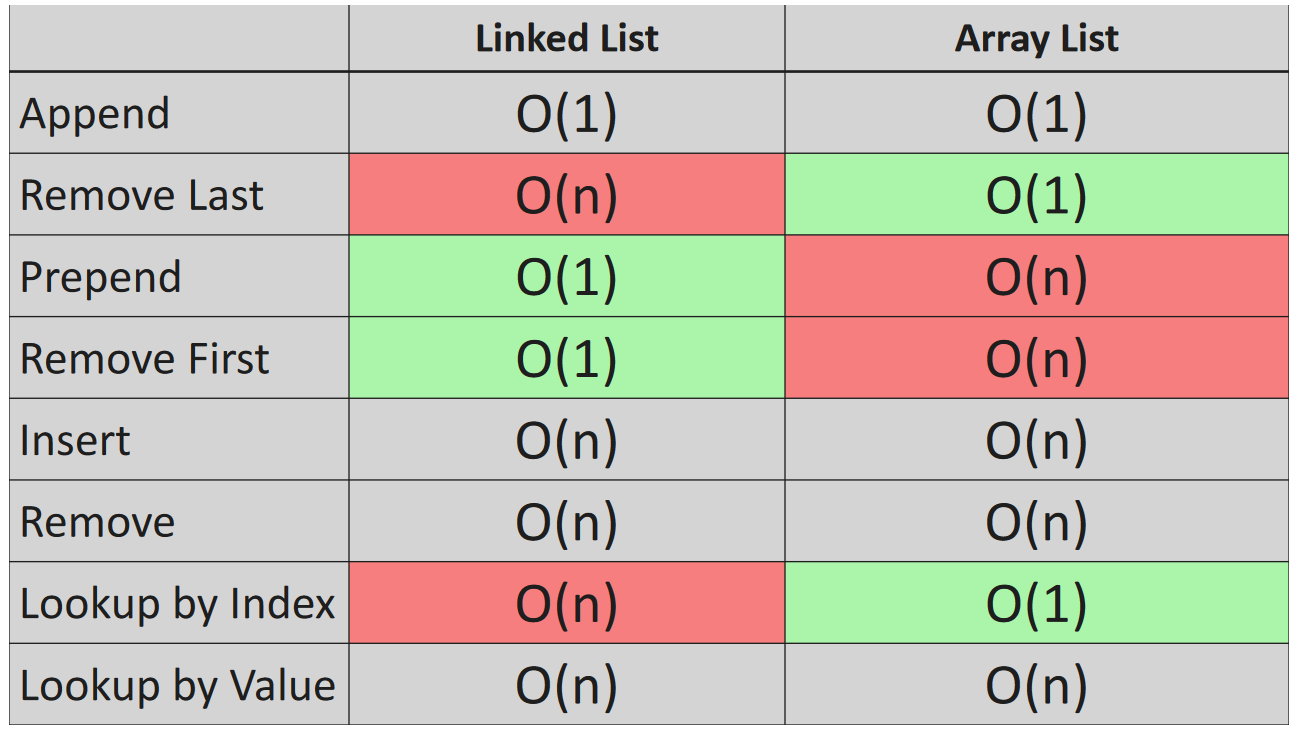 Linked List Array List
Append O(1) O(1)
Remove Last O(n) O(1)
Prepend O(1) O(n)
Remove First O(1) O(n)
Insert O(n) O(n)
Remove O(n) O(n)
Lookup by Index O(n) O(1)
Lookup by Value O(n) O(n)